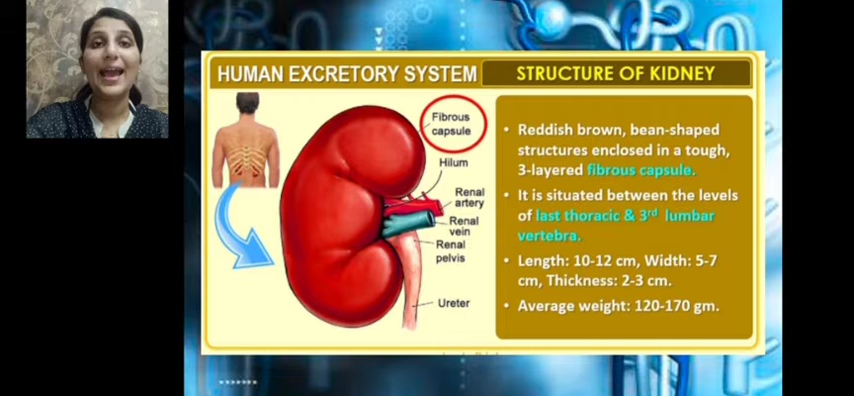 HUMAN EXCRETORY SYSTEM
STRUCTURE OF KIDNEY
Fibrous
capsule
Hilum
Renal
artery
Renal
vein
Renal
pelvis
Ureter
• Reddish brown, bean-shaped
structures enclosed in a tough,
3-layered fibrous capsule.
• It is situated between the levels
of last thoracic & 3rd lumbar
vertebra.
• Length: 10-12 cm, Width: 5-7
cm, Thickness: 2-3 cm.
• Average weight: 120-170 gm.